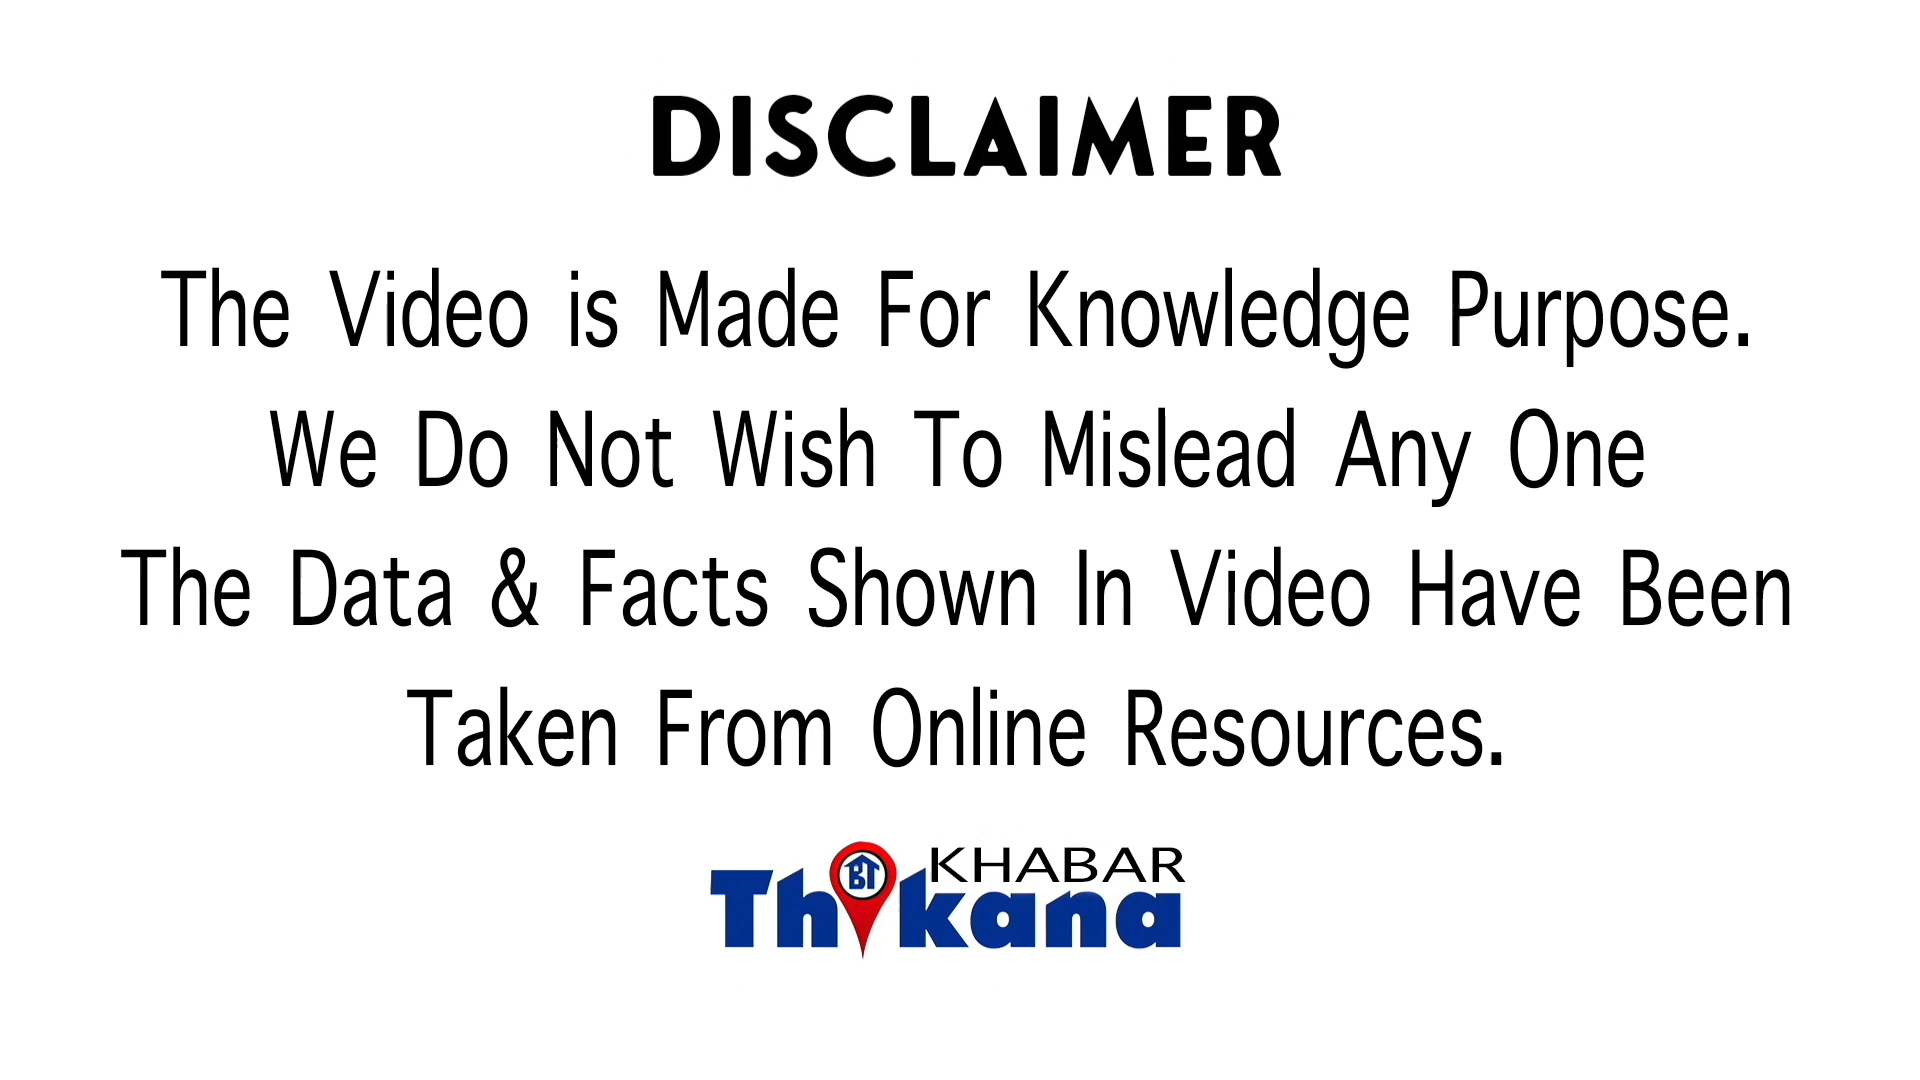 DISCLAIMER
The Video is Made For Knowledge Purpose.
We Do Not Wish To Mislead Any One
The Data & Facts Shown In Video Have Been
Taken From Online Resources.
KHABAR
BT
Thikana